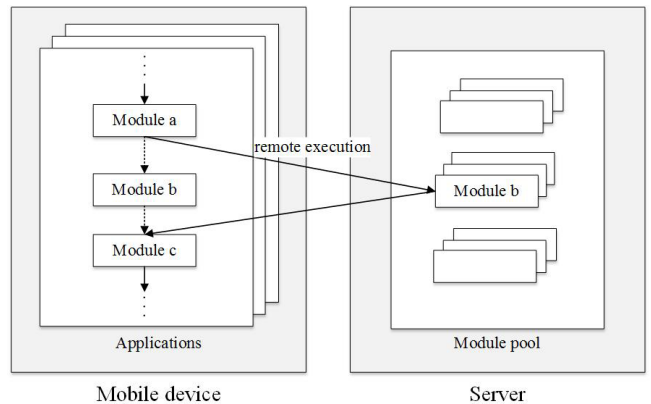 Module a
remote execution
Module b
Module b
Module c
Applications
Module pool
Mobile device
Server